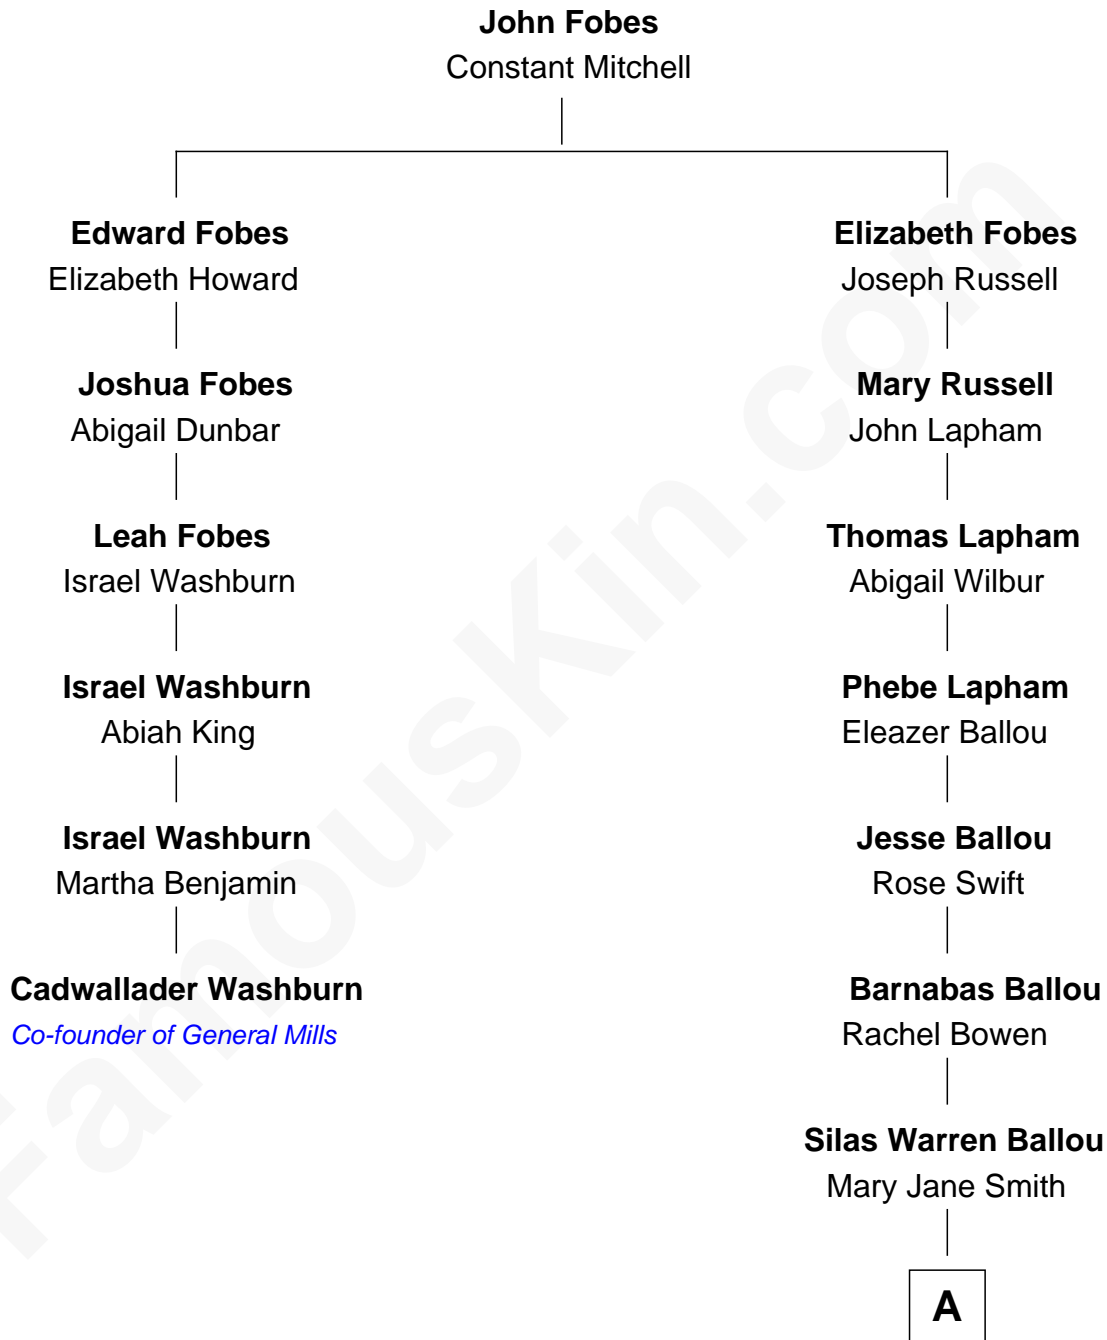 John Fobes
Constant Mitchell
Edward Fobes
Elizabeth Howard
Elizabeth Fobes
Joseph Russell
Joshua Fobes
Abigail Dunbar
Mary Russell
John Lapham
Leah Fobes
Israel Washburn
Thomas Lapham
Abigail Wilbur
Israel Washburn
Abiah King
Phebe Lapham
Eleazer Ballou
Israel Washburn
Martha Benjamin
Jesse Ballou
Rose Swift
Cadwallader Washburn
Co-founder of General Mills
Barnabas Ballou
Rachel Bowen
Silas Warren Ballou
Mary Jane Smith
A
FamousKin.com